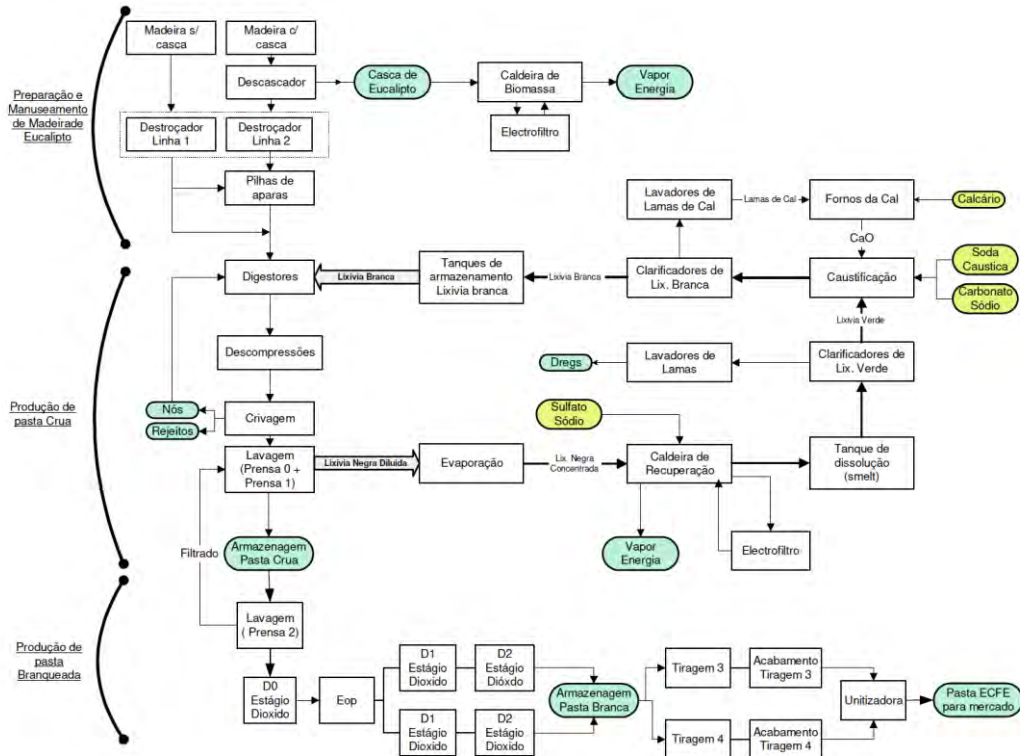 Madeira s/
casca
Madeira c/
casca
Preparação e
Manuseamento
de Madeirade
Eucalipto
Descascador
Casca de
Eucalipto
Caldeira de
Biomassa
Vapor
Energia
Electrofiltro
Destroçador
Linha 1
Destroçador
Linha 2
Pilhas de
aparas
Lavadores de
Lamas de Cal
Lamas de Cal
Fornos da Cal
Calcário
CaO
Digestores
Lixivia Branca
Tanques de
armazenamento
Lixivia branca
Lixivia Branca
Clarificadores de
Lix. Branca
Caustificação
Soda
Caustica
Carbonato
Sódio
Lixivia Verde
Descompressões
Dregs
Lavadores de
Lamas
Clarificadores de
Lix. Verde
Produção de
pasta Crua
Nós
Rejeitos
Crivagem
Sulfato
Sódio
Lavagem
(Prensa 0 +
Prensa 1)
Lixivia Negra Diluida
Evaporação
Lix. Negra
Concentrada
Caldeira de
Recuperação
Tanque de
dissolução
(smelt)
Filtrado
Armazenagem
Pasta Crua
Vapor
Energia
Electrofiltro
Lavagem
( Prensa 2)
Produção de
pasta
Branqueada
D0
Estágio
Dioxido
Eop
D1
Estágio
Dioxido
D2
Estágio
Dióxdo
D1
Estágio
Dioxido
D2
Estágio
Dioxido
Armazenagem
Pasta Branca
Tiragem 3
Acabamento
Tiragem 3
Tiragem 4
Acabamento
Tiragem 4
Unitizadora
Pasta ECFE
para mercado